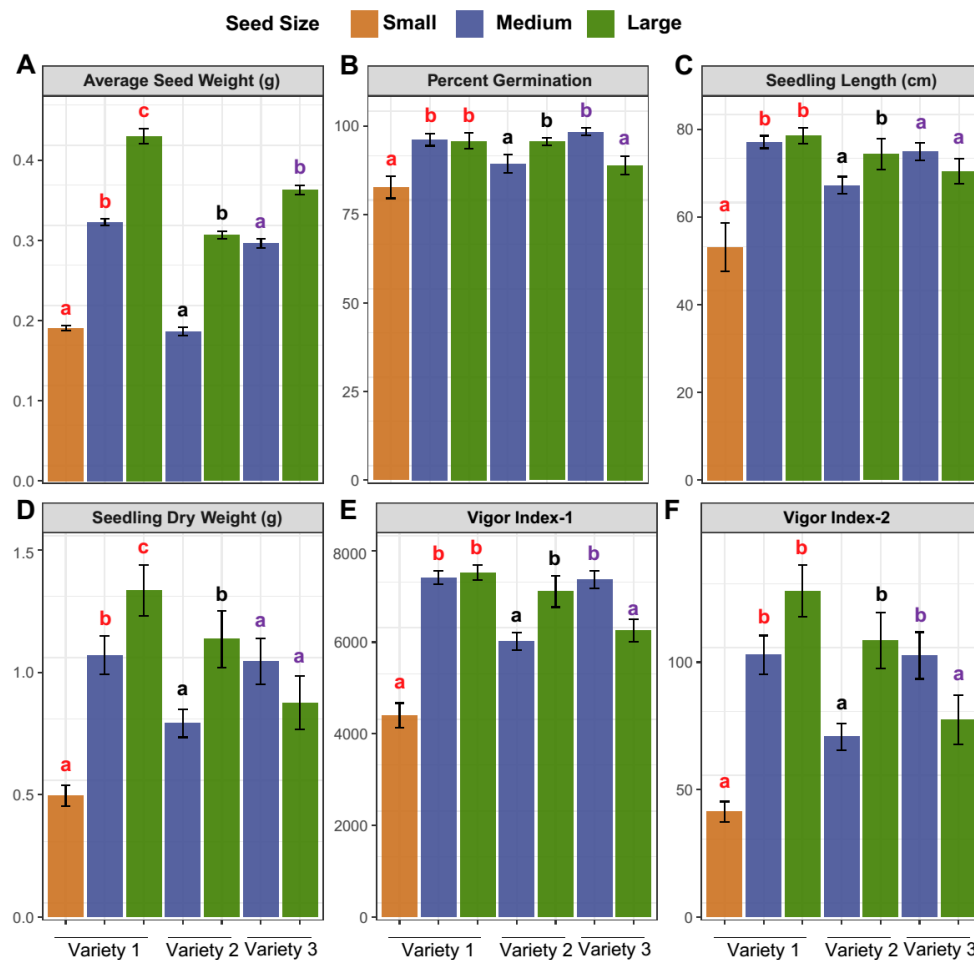 Seed Size Small Medium Large
A B C
Average Seed Weight (g) Percent Germination Seedling Length (cm)
0.4
0.3
0.2
0.1
0.0
a b c a b a b
100
75
50
25
0
a b b a b b a
80
60
40
20
0
a b b a b a a
D E F
Seedling Dry Weight (g) Vigor Index-1 Vigor Index-2
1.5
1.0
0.5
0.0
a b c a b a a
8000
6000
4000
2000
0
a b b a b b a
100
50
0
a b b a b b a
Variety 1 Variety 2 Variety 3 Variety 1 Variety 2 Variety 3 Variety 1 Variety 2 Variety 3